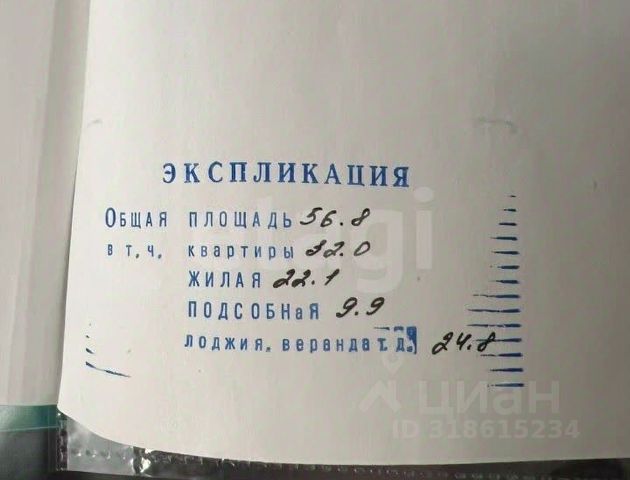 ЭКСПЛИКАЦИЯ
ОБЩАЯ ПЛОЩАДЬ 56.8
в т. ч. квартиры 32.0
ЖИЛАЯ 22.1
ПОДСОБНаЯ 9.9
лоджия, веранда т. д. 24.8
etagi
циан
ID 318615234